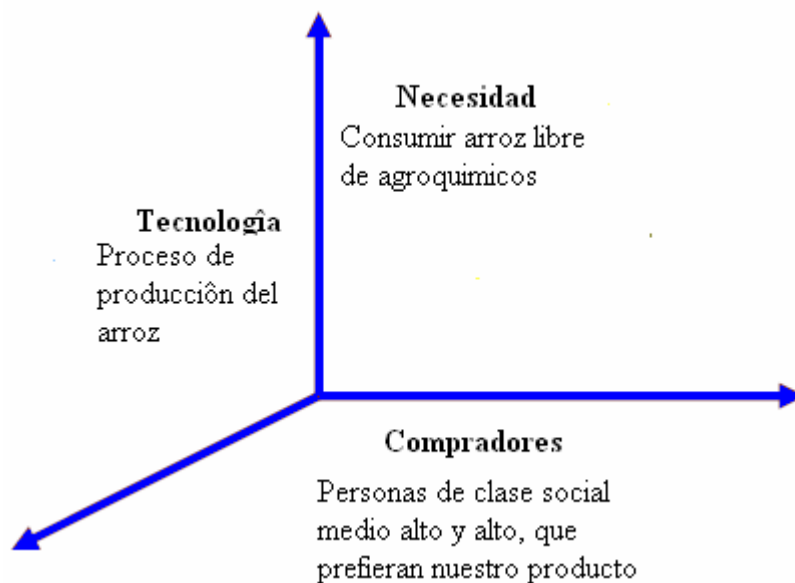 Necesidad
Consumir arroz libre
de agroquimicos
Tecnologîa
Proceso de
producciôn del
arroz
Compradores
Personas de clase social
medio alto y alto, que
prefieran nuestro producto